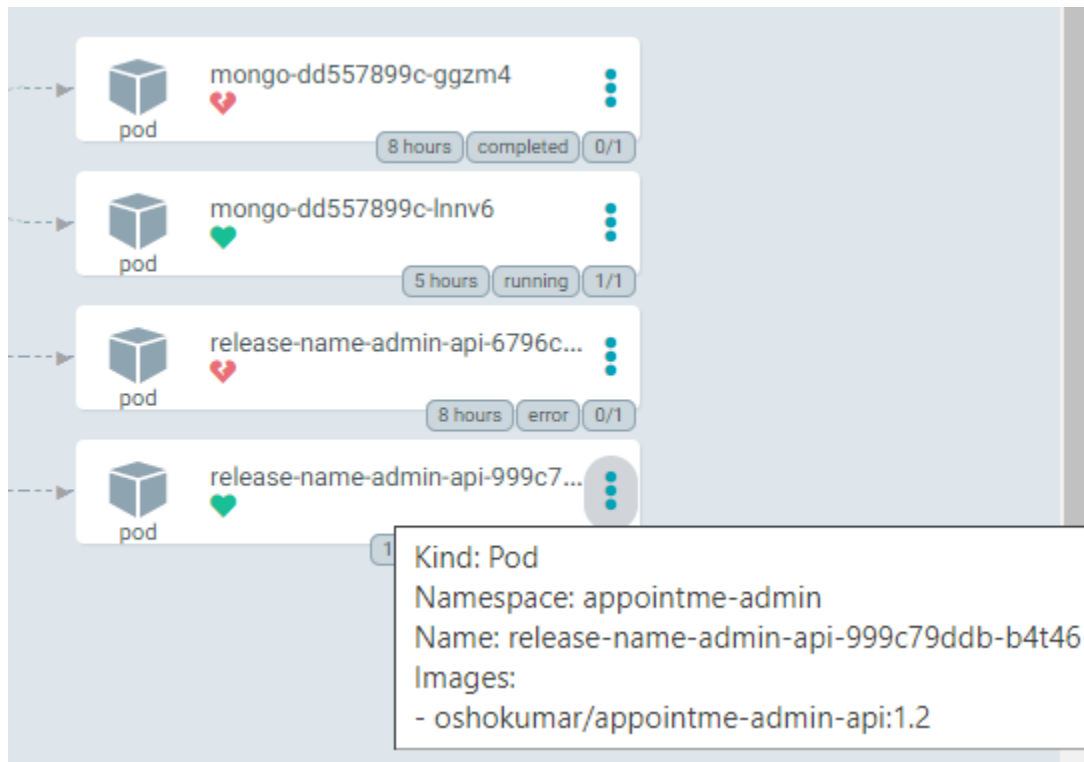 mongo-dd557899c-ggzm4
pod
8 hours completed 0/1
mongo-dd557899c-lnnv6
pod
5 hours running 1/1
release-name-admin-api-6796c...
pod
8 hours error 0/1
release-name-admin-api-999c7...
pod
Kind: Pod
Namespace: appointme-admin
Name: release-name-admin-api-999c79ddb-b4t46
Images:
- oshokumar/appointme-admin-api:1.2